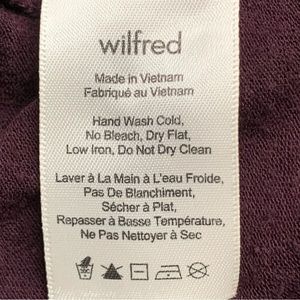 wilfred
Made in Vietnam
Fabriqué au Vietnam
Hand Wash Cold,
No Bleach, Dry Flat,
Low Iron, Do Not Dry Clean
Laver à La Main à L'eau Froide,
Pas De Blanchiment,
Sécher à Plat,
Repasser à Basse Température,
Ne Pas Nettoyer à Sec